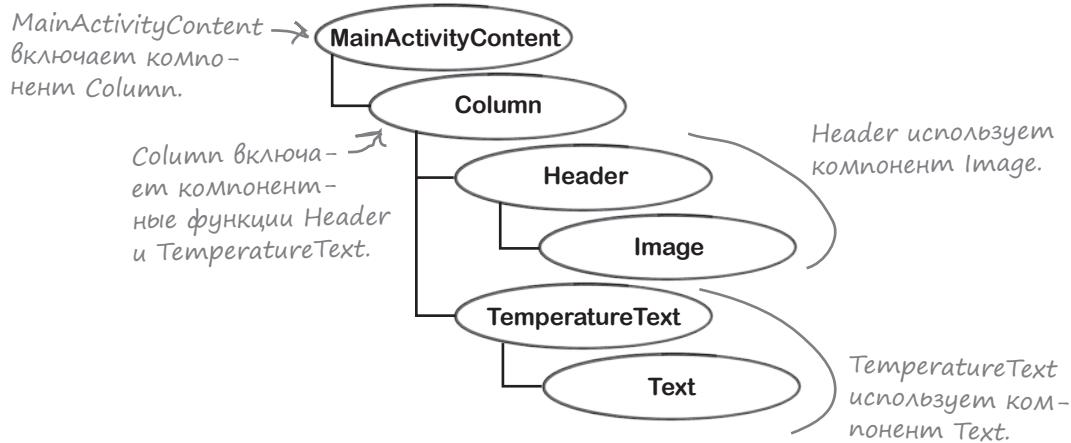 MainActivityContent
включает компо-
нент Column.
MainActivityContent
Column
Column включа-
ет компонент-
ные функции Header
и TemperatureText.
Header
Header использует
компонент Image.
Image
TemperatureText
TemperatureText
использует ком-
понент Text.
Text